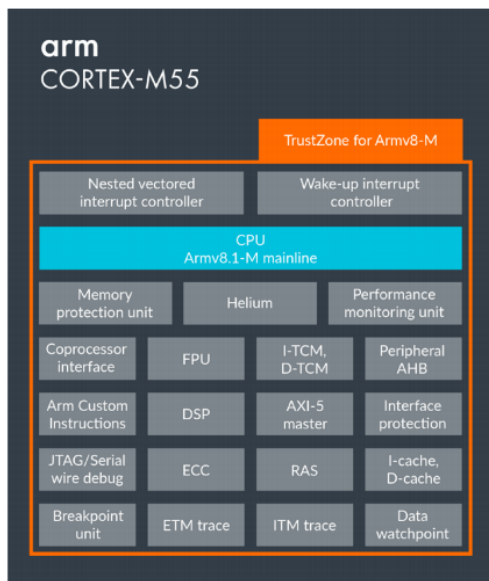 arm
CORTEX-M55
TrustZone for Armv8-M
Nested vectored
interrupt controller
Wake-up interrupt
controller
CPU
Armv8.1-M mainline
Memory
protection unit
Helium
Performance
monitoring unit
Coprocessor
interface
FPU
I-TCM,
D-TCM
Peripheral
AHB
Arm Custom
Instructions
DSP
AXI-5
master
Interface
protection
JTAG/Serial
wire debug
ECC
RAS
I-cache,
D-cache
Breakpoint
unit
ETM trace
ITM trace
Data
watchpoint